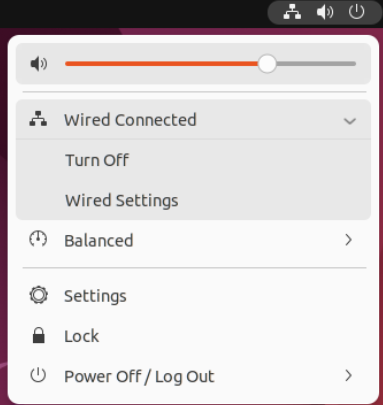 Wired Connected
Turn Off
Wired Settings
Balanced
Settings
Lock
Power Off / Log Out